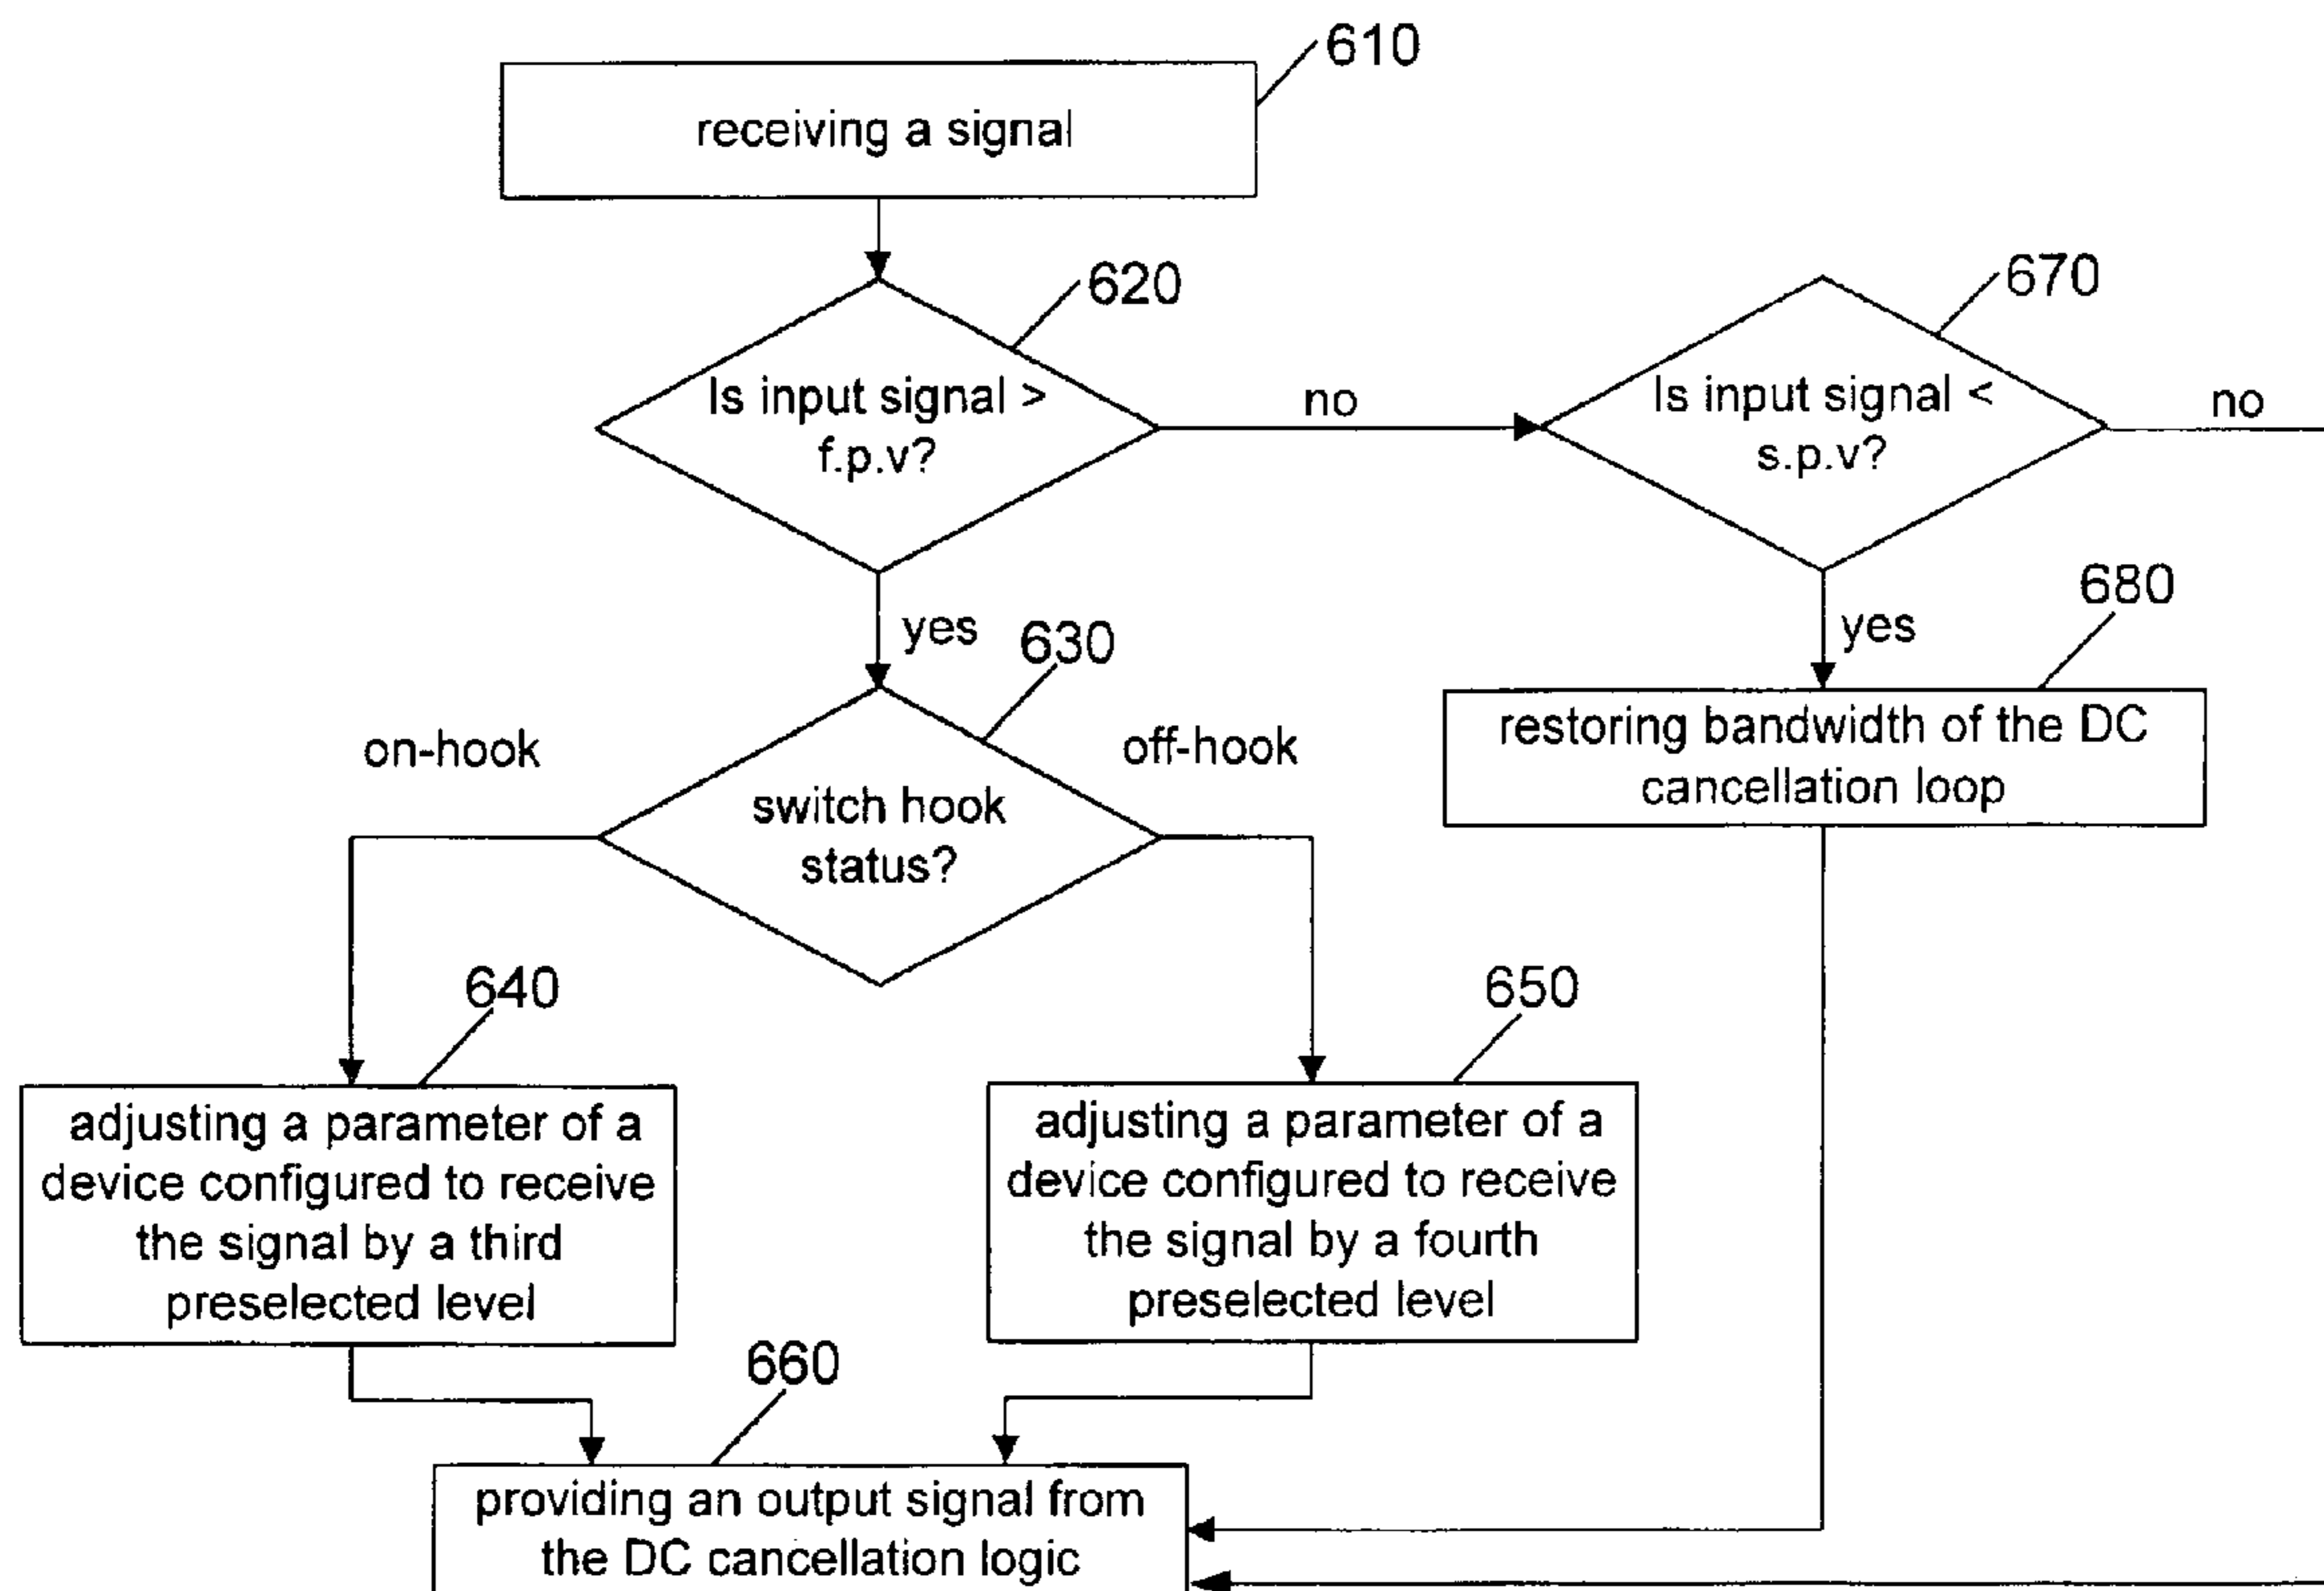 610
receiving a signal
620
Is input signal >
f.p.v?
no
670
Is input signal <
s.p.v?
no
yes
630
switch hook
status?
on-hook
off-hook
yes
680
restoring bandwidth of the DC
cancellation loop
640
adjusting a parameter of a
device configured to receive
the signal by a third
preselected level
650
adjusting a parameter of a
device configured to receive
the signal by a fourth
preselected level
660
providing an output signal from
the DC cancellation logic